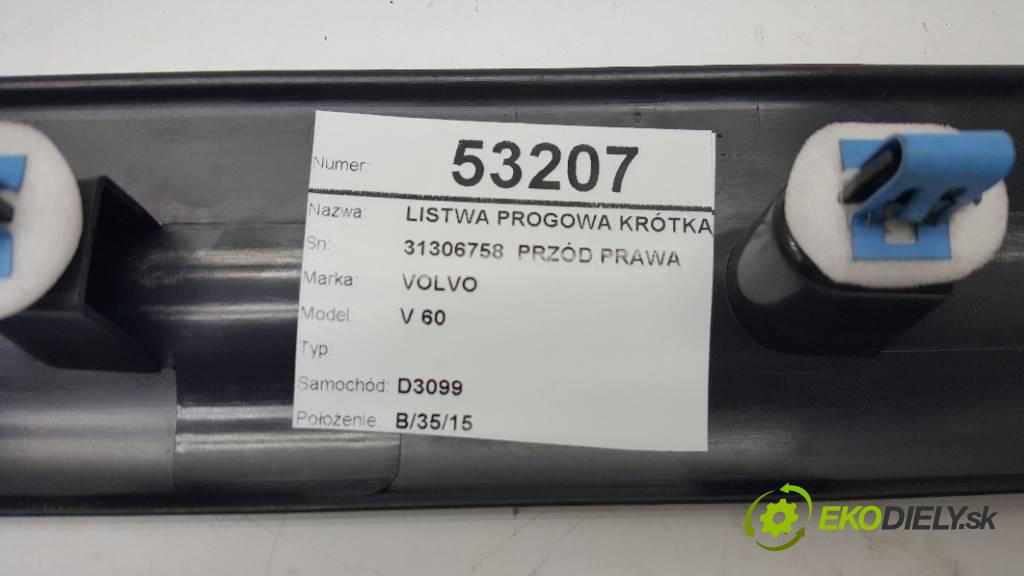 Numer: 53207
Nazwa: LISTWA PROGOWA KRÓTKA
Sn: 31306758 PRZÓD PRAWA
Marka: VOLVO
Model: V 60
Typ:
Samochód: D3099
Położenie: B/35/15
EKODIELY.sk